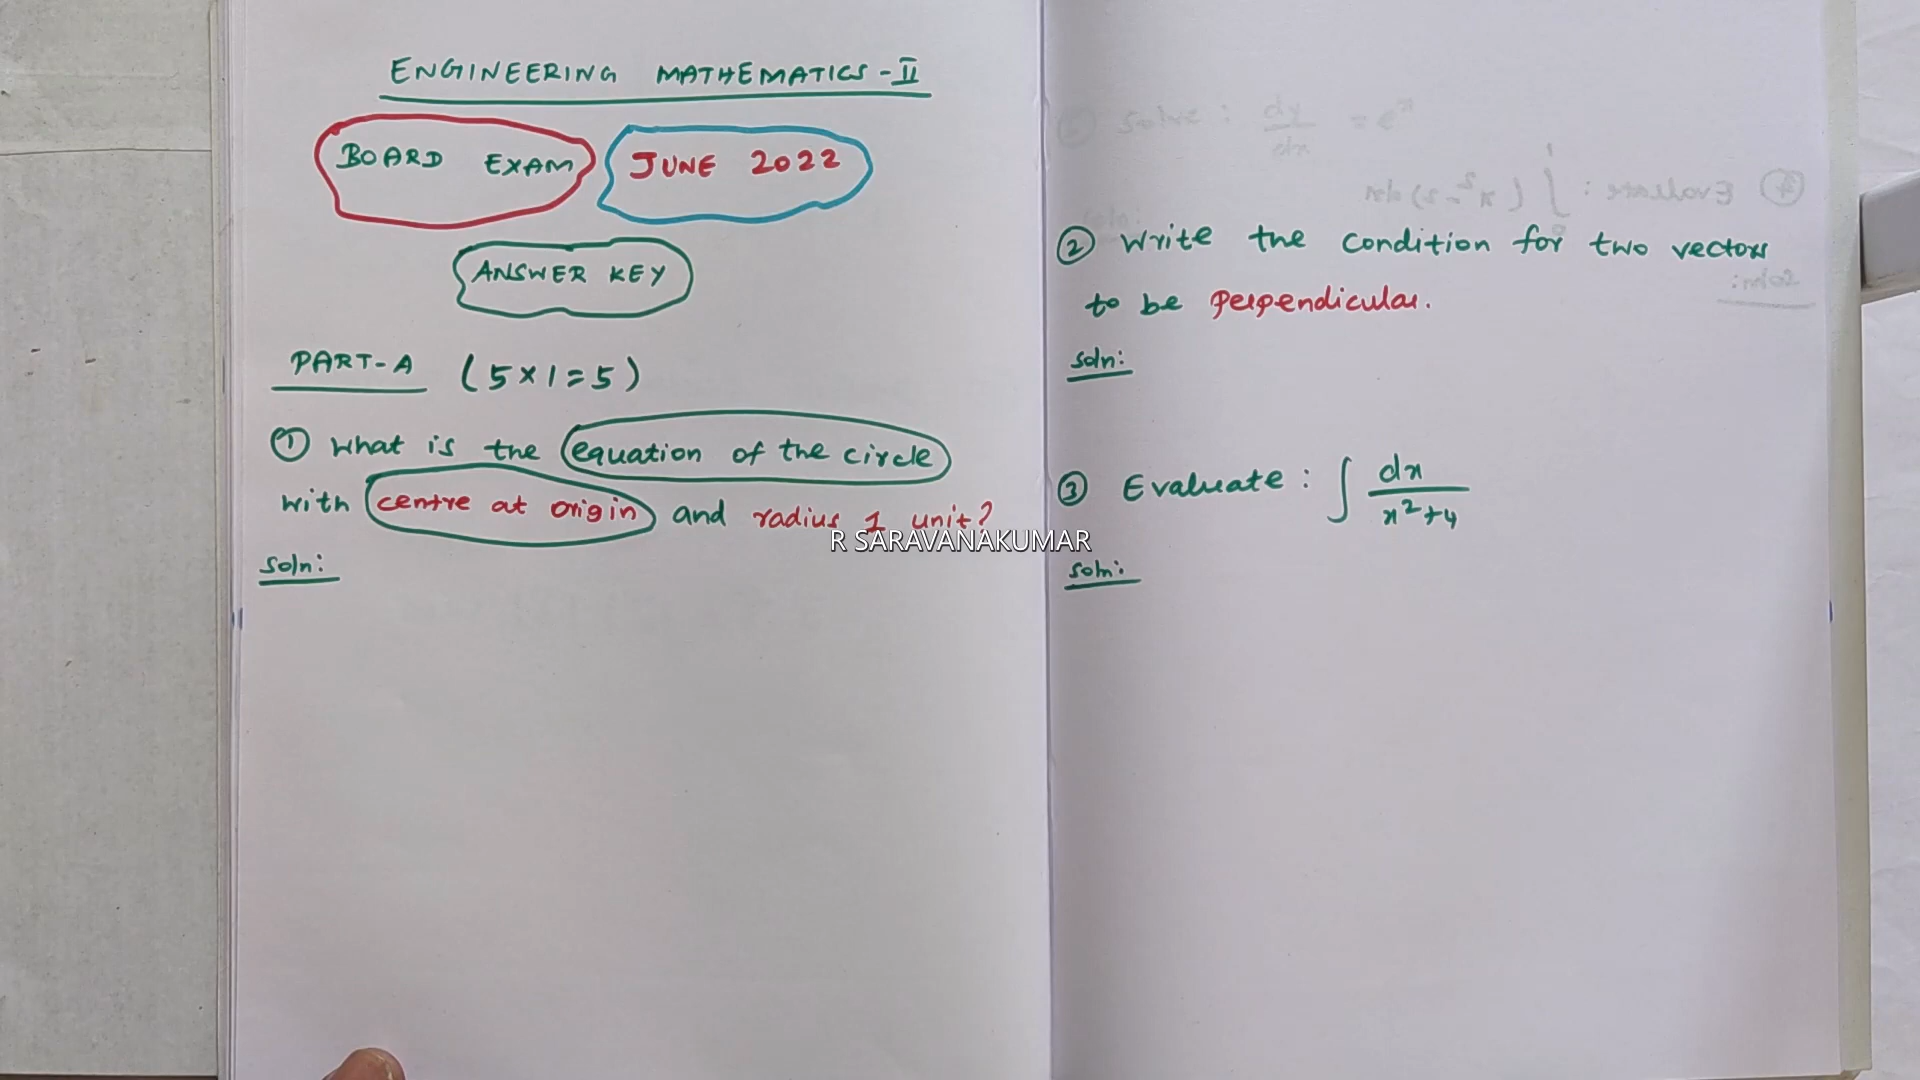 ENGINEERING MATHEMATICS - II
BOARD EXAM JUNE 2022
ANSWER KEY
PART-A (5×1=5)
① What is the equation of the circle
with centre at origin and radius 1 unit?
Soln:
② Write the condition for two vectors
to be perpendicular.
Soln:
③ Evaluate : ∫ dx / x²+4
Soln:
R SARAVANAKUMAR